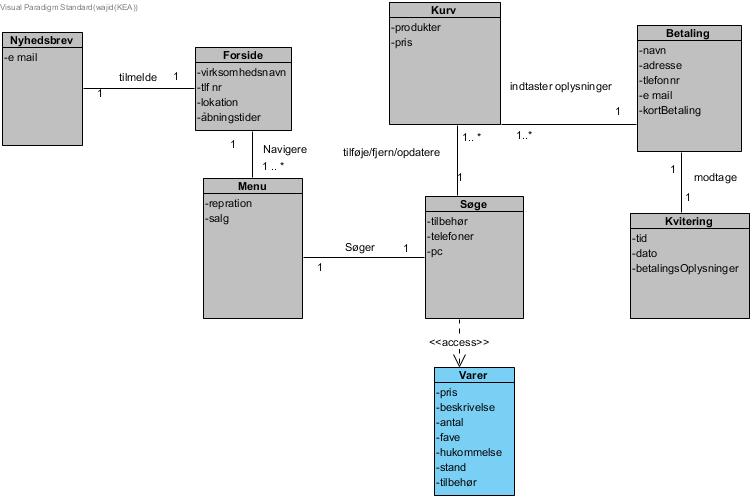 Visual Paradigm Standard(wajid(KEA))
Nyhedsbrev
-e mail
tilmelde
1
1
Forside
-virksomhedsnavn
-tlf nr
-lokation
-åbningstider
1
Navigere
1 .. *
Menu
-repration
-salg
Søger
1
1
Kurv
-produkter
-pris
indtaster oplysninger
1
1..*
1.. *
tilføje/fjern/opdatere
1
Søge
-tilbehør
-telefoner
-pc
<<access>>
Varer
-pris
-beskrivelse
-antal
-fave
-hukommelse
-stand
-tilbehør
Betaling
-navn
-adresse
-tlefonnr
-e mail
-kortBetaling
1
modtage
1
Kvitering
-tid
-dato
-betalingsOplysninger